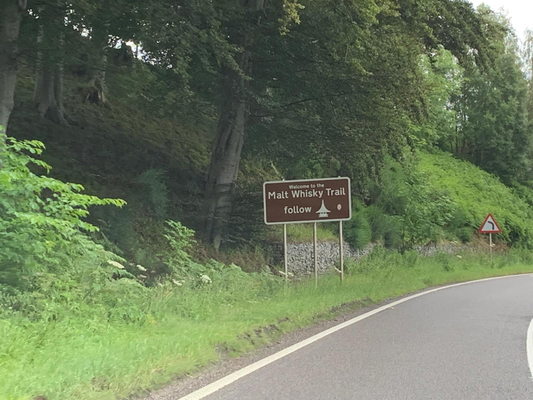 Welcome to the
Malt Whisky Trail
follow